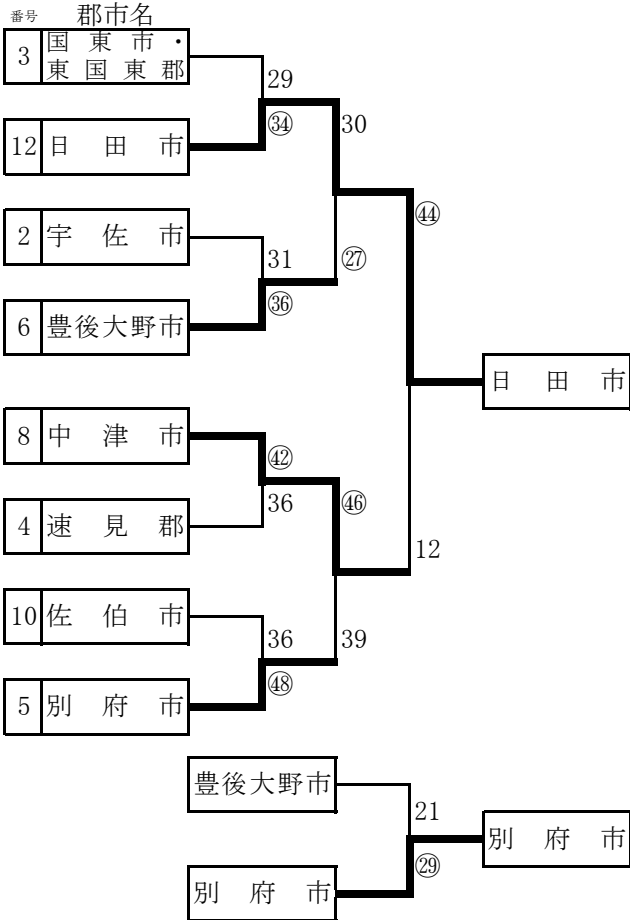 番号 郡市名
3 国東市・
東国東郡
29
㉞
30
12 日田市
㊹
2 宇佐市
31
㉗
㊱
6 豊後大野市
日田市
8 中津市
㊷
36
㊻
4 速見郡
12
10 佐伯市
36
39
㊽
5 別府市
豊後大野市
21
別府市
㉙
別府市